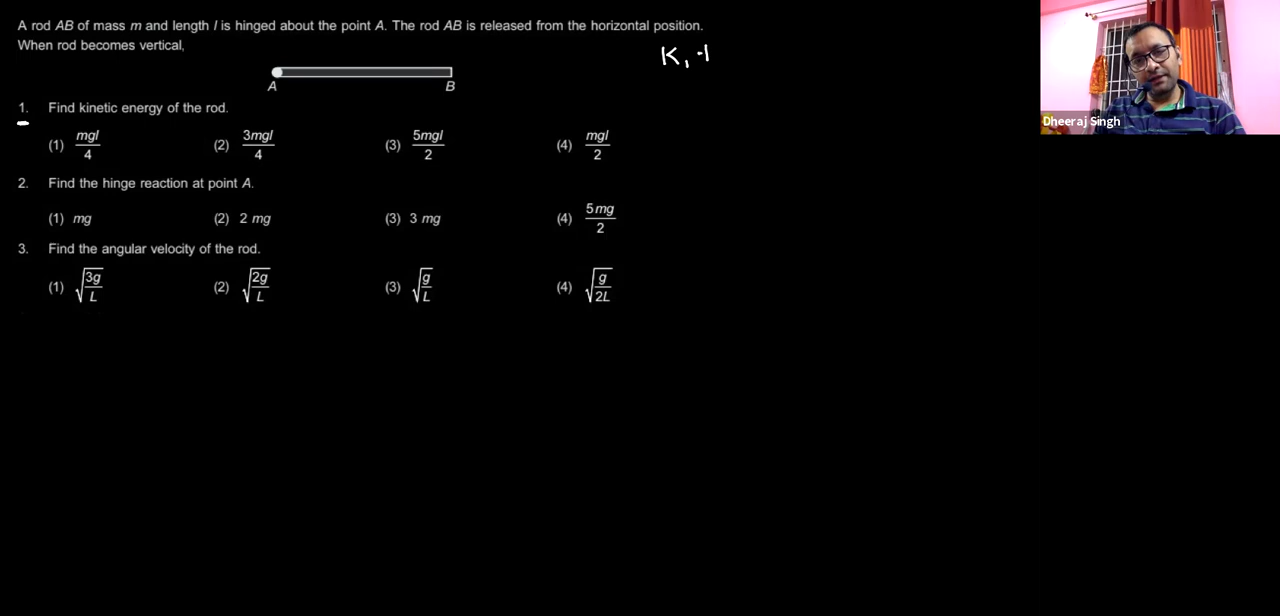 A rod AB of mass m and length l is hinged about the point A. The rod AB is released from the horizontal position.
When rod becomes vertical,
K,
A B
1. Find kinetic energy of the rod.
(1) mgl/4 (2) 3mgl/4 (3) 5mgl/2 (4) mgl/2
2. Find the hinge reaction at point A.
(1) mg (2) 2 mg (3) 3 mg (4) 5mg/2
3. Find the angular velocity of the rod.
(1) √(3g/L) (2) √(2g/L) (3) √(g/L) (4) √(g/2L)
Dheeraj Singh